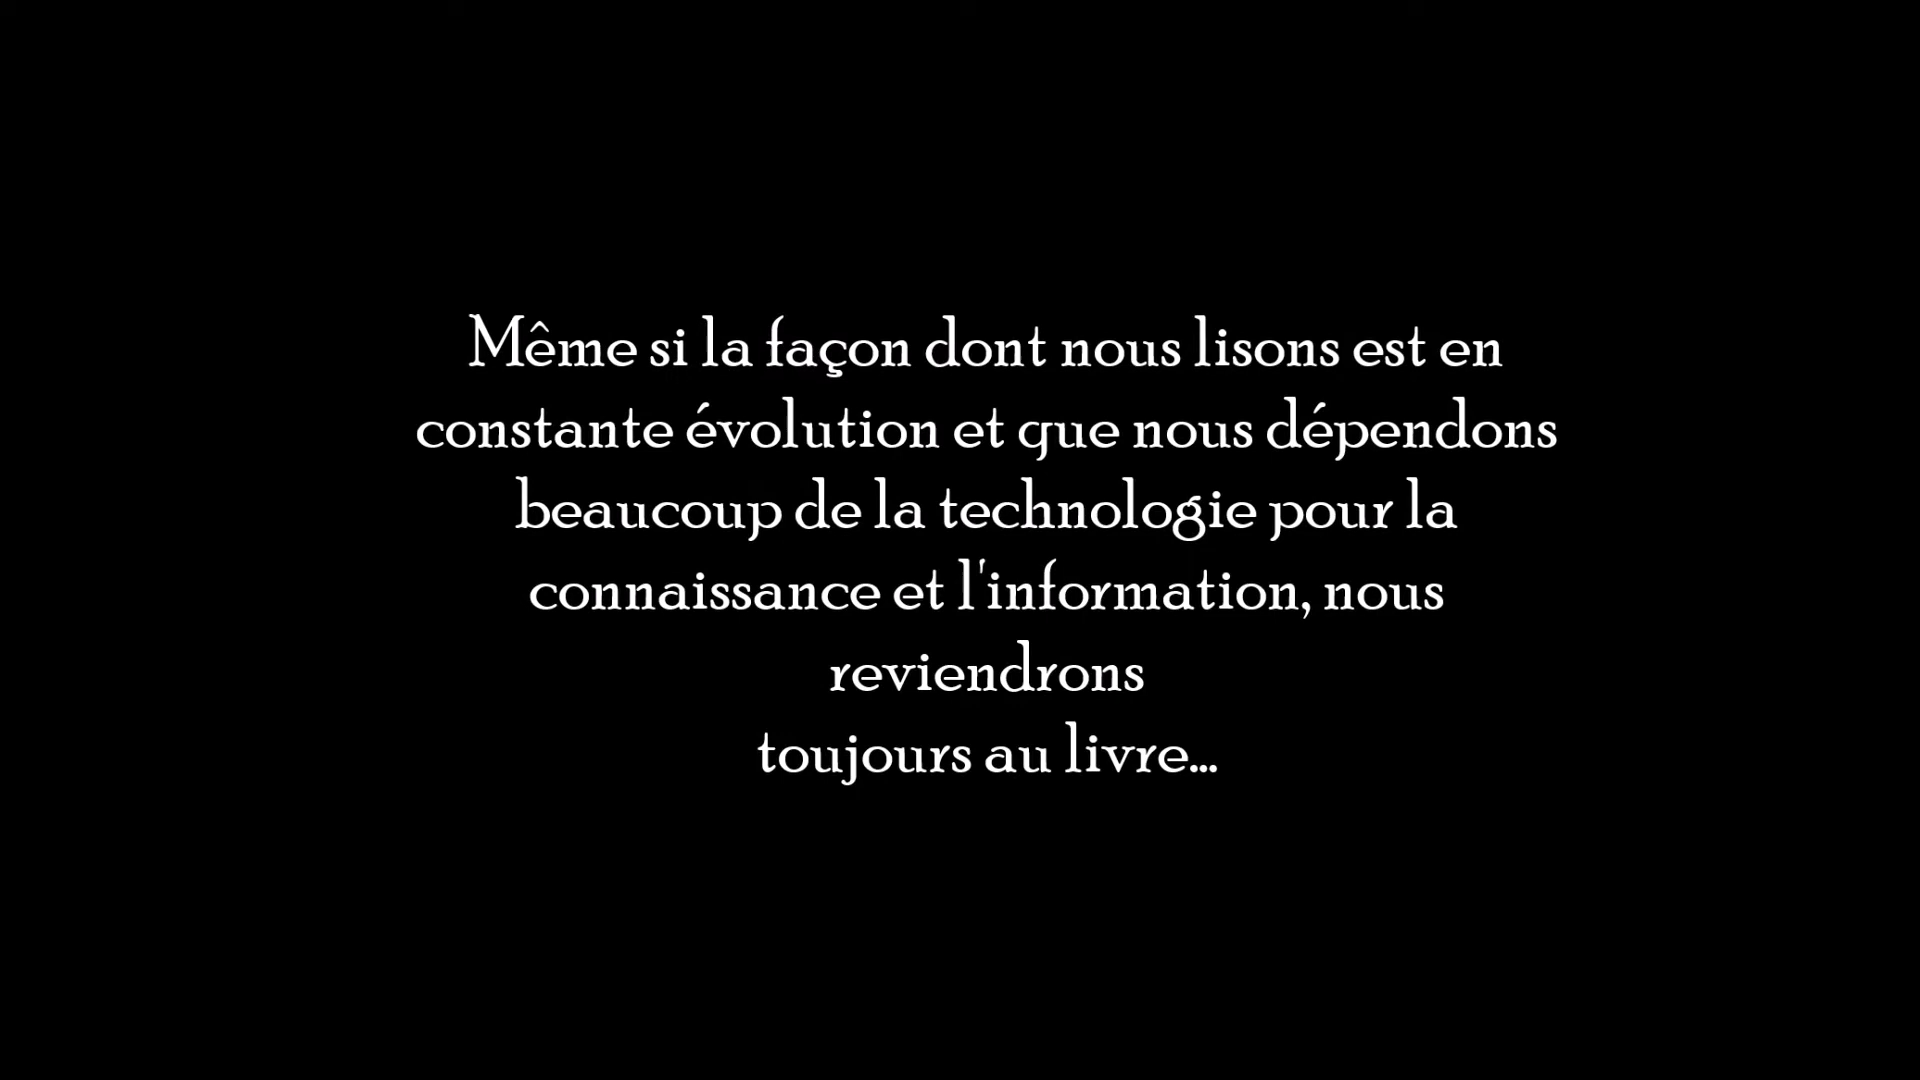 Même si la façon dont nous lisons est en
constante évolution et que nous dépendons
beaucoup de la technologie pour la
connaissance et l'information, nous
reviendrons
toujours au livre...